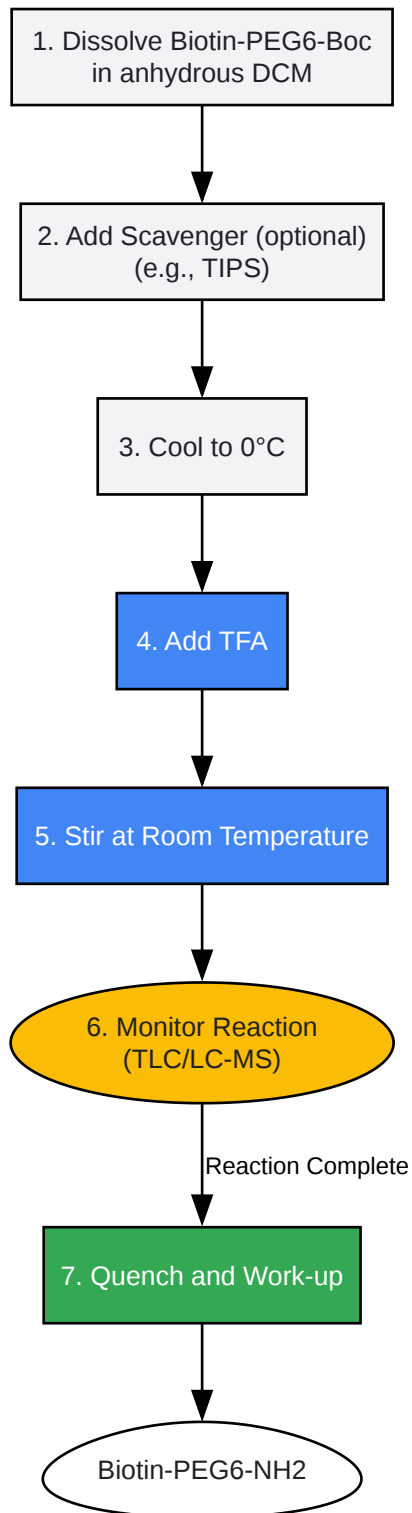 1. Dissolve Biotin-PEG6-Boc
in anhydrous DCM
2. Add Scavenger (optional)
(e.g., TIPS)
3. Cool to 0°C
4. Add TFA
5. Stir at Room Temperature
6. Monitor Reaction
(TLC/LC-MS)
Reaction Complete
7. Quench and Work-up
Biotin-PEG6-NH2